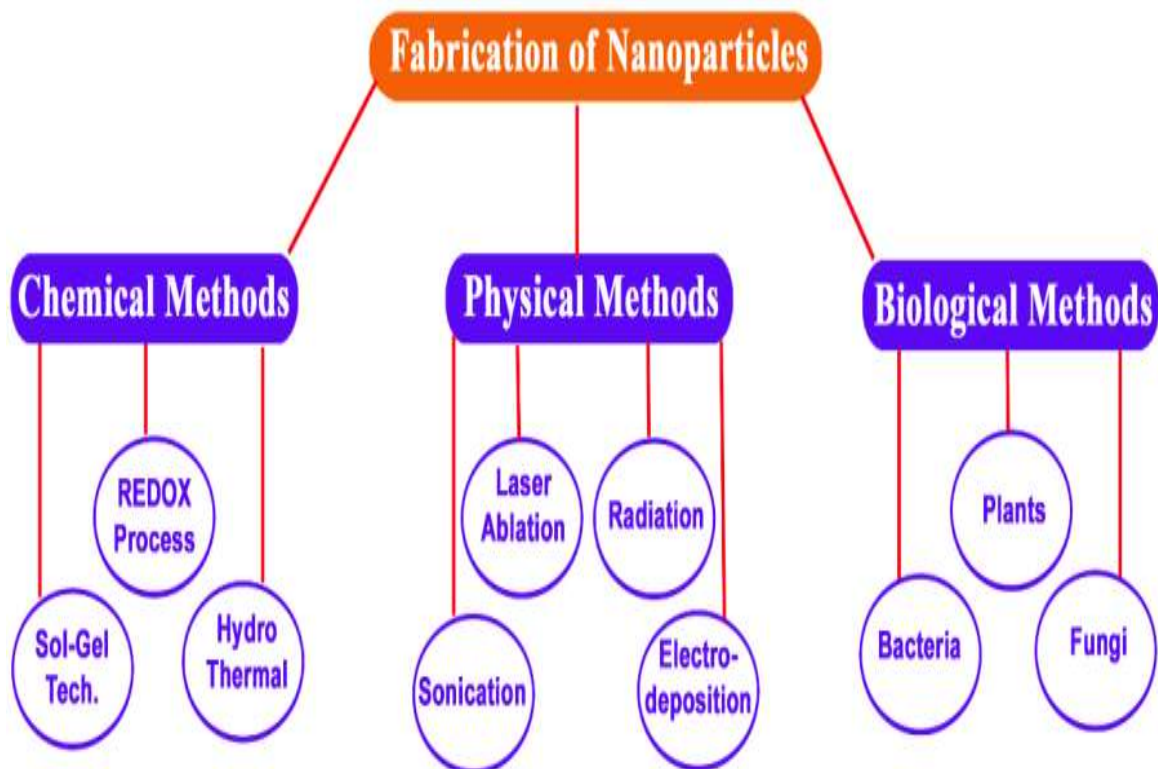 Fabrication of Nanoparticles
Chemical Methods
Physical Methods
Biological Methods
REDOX
Process
Sol-Gel
Tech.
Hydro
Thermal
Laser
Ablation
Radiation
Sonication
Electro-
deposition
Plants
Bacteria
Fungi